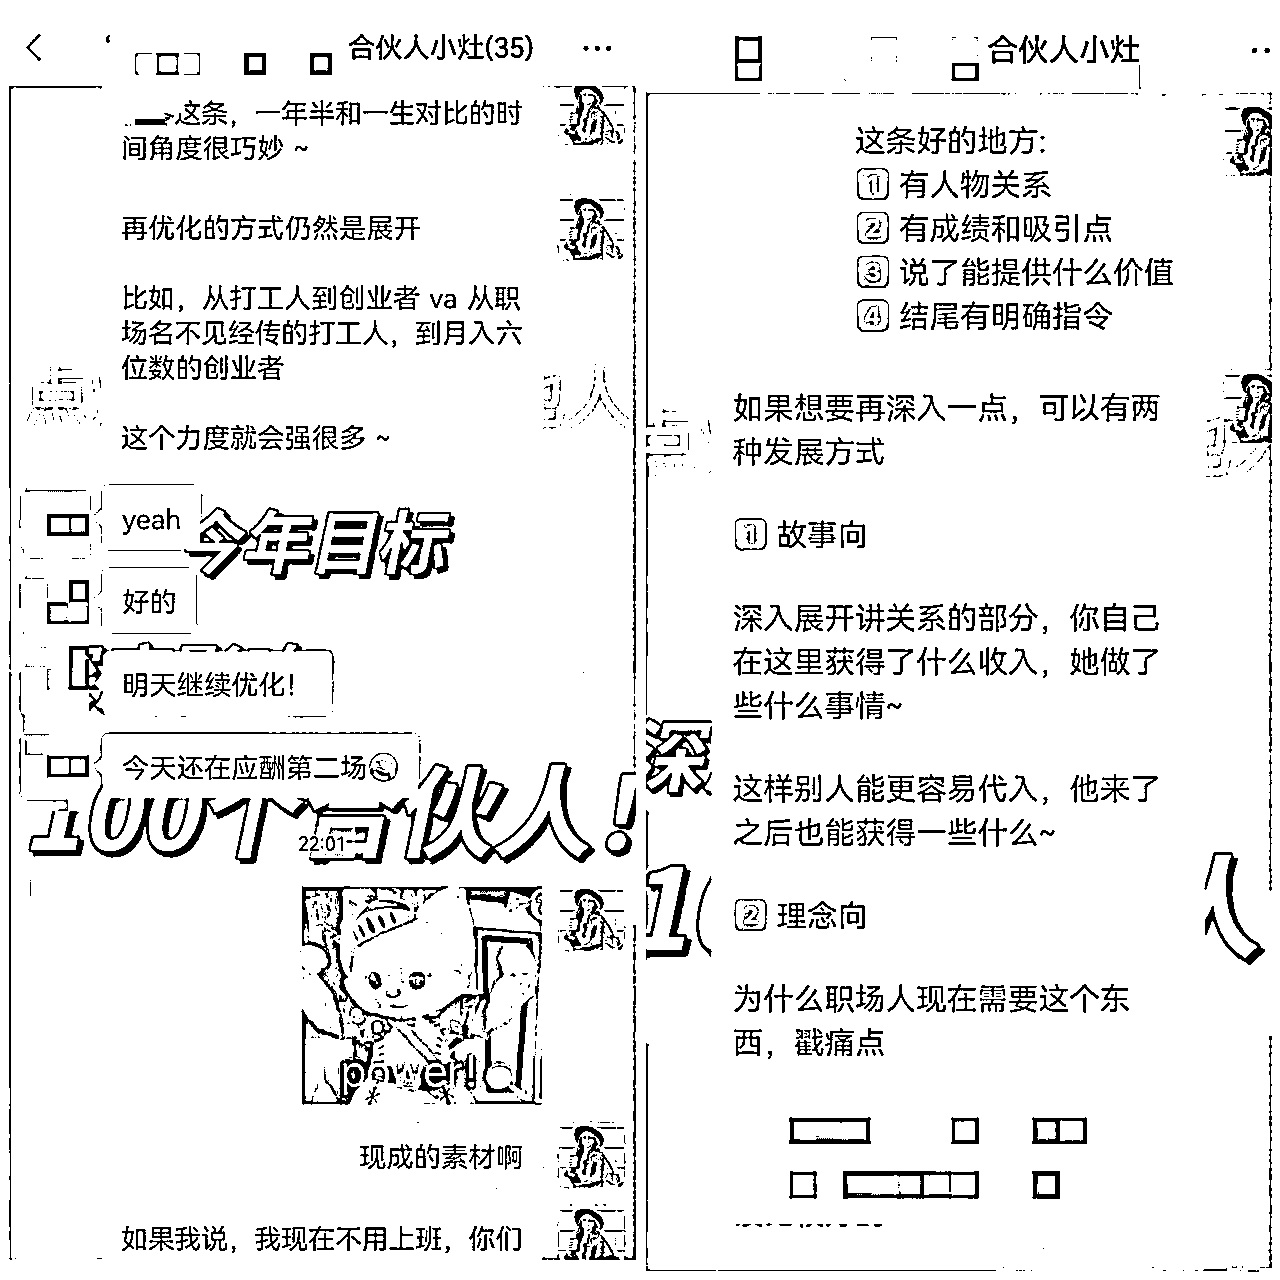 合伙人小灶(35)
这条，一年半和一生对比的时
间角度很巧妙 ~
再优化的方式仍然是展开
比如，从打工人到创业者 va 从职
场名不见经传的打工人，到月入六
位数的创业者
这个力度就会强很多 ~
yeah
今年目标
好的
明天继续优化！
今天还在应酬第二场
100个合伙人！
22:01
power!
现成的素材啊
如果我说，我现在不用上班，你们
合伙人小灶
这条好的地方:
1 有人物关系
2 有成绩和吸引点
3 说了能提供什么价值
4 结尾有明确指令
如果想要再深入一点，可以有两
种发展方式
1 故事向
深入展开讲关系的部分，你自己
在这里获得了什么收入，她做了
些什么事情~
深
这样别人能更容易代入，他来了
之后也能获得一些什么~
2 理念向
为什么职场人现在需要这个东
西，戳痛点